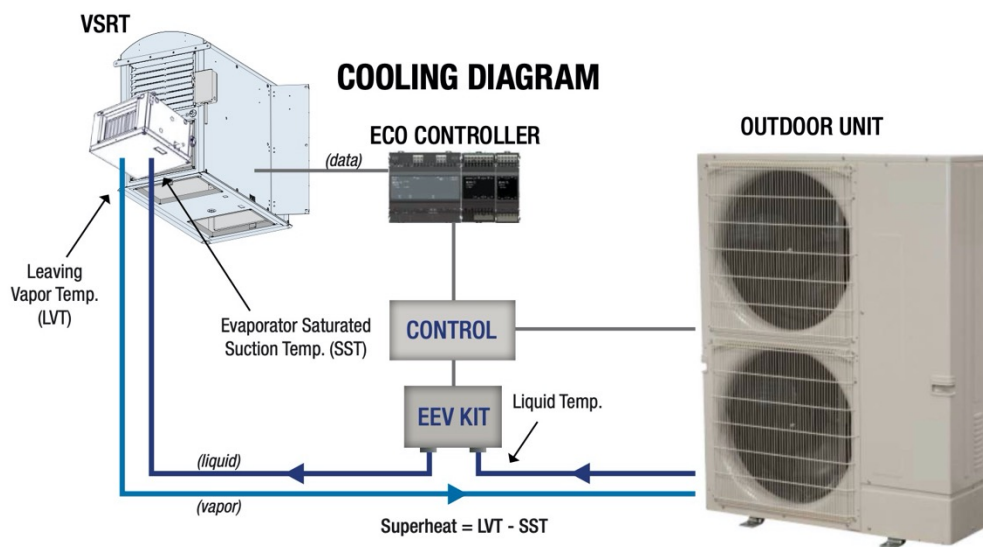 VSRT
COOLING DIAGRAM
ECO CONTROLLER
OUTDOOR UNIT
(data)
Leaving
Vapor Temp.
(LVT)
Evaporator Saturated
Suction Temp. (SST)
CONTROL
EEV KIT
Liquid Temp.
(liquid)
(vapor)
Superheat = LVT - SST